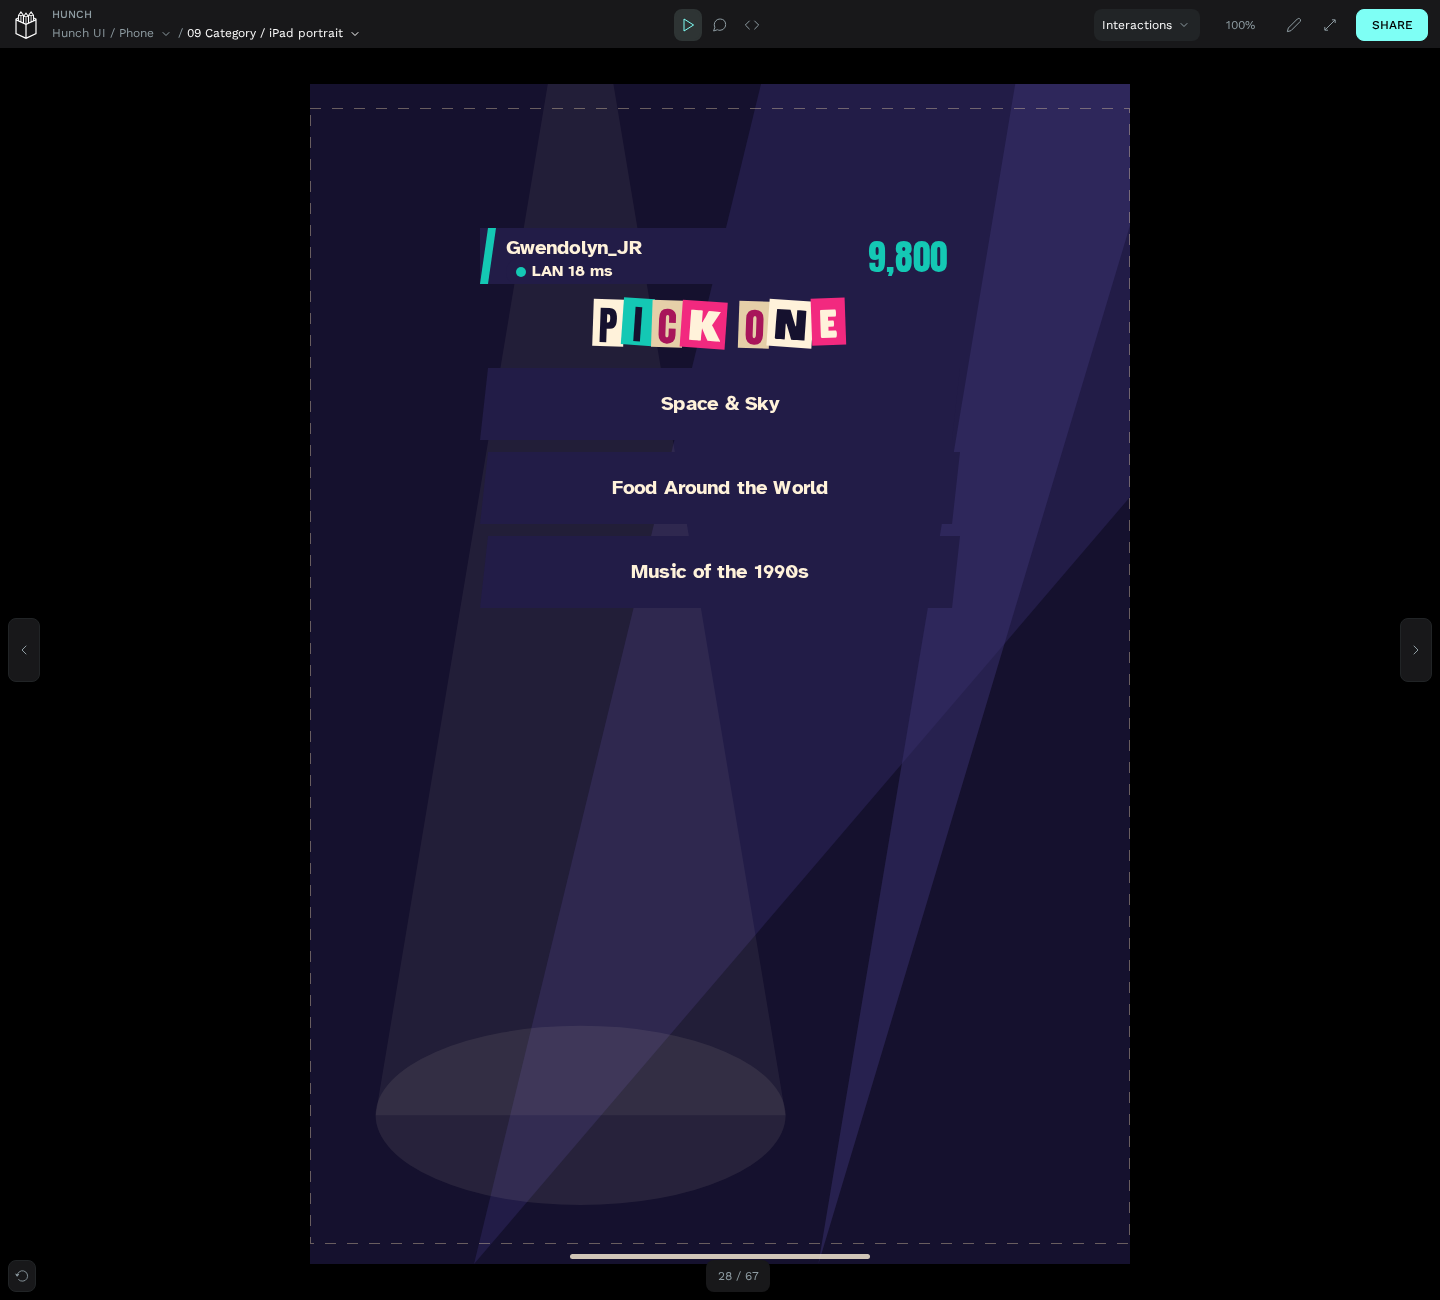 HUNCH
Hunch UI / Phone / 09 Category / iPad portrait
Interactions
100%
SHARE
Gwendolyn_JR
LAN 18 ms
9,800
PICK ONE
Space & Sky
Food Around the World
Music of the 1990s
28 / 67